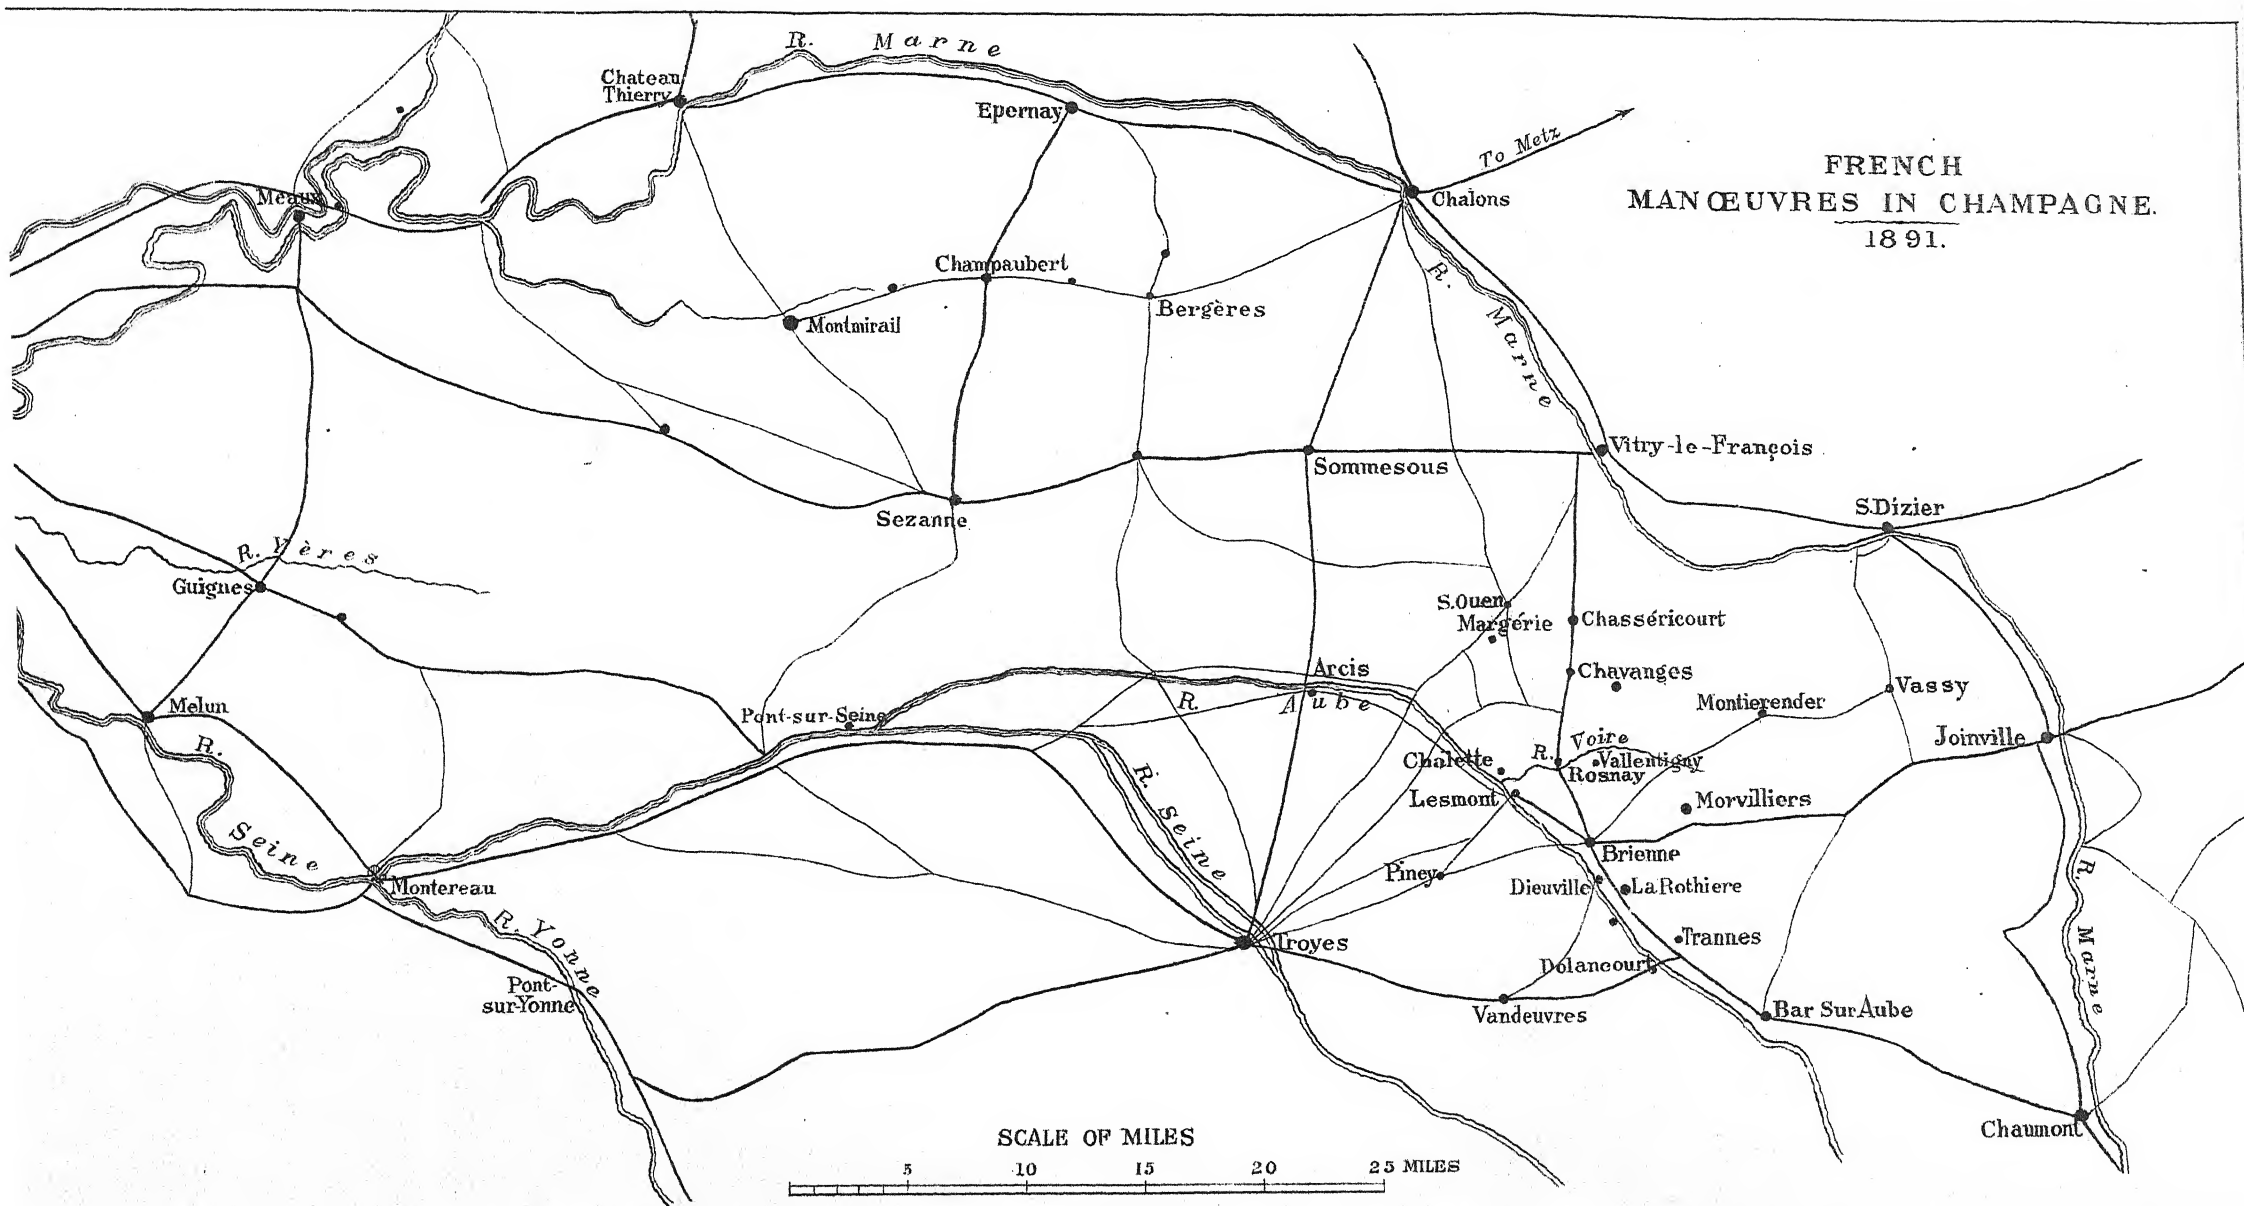 FRENCH
MANŒUVRES IN CHAMPAGNE.
1891.
R. Marne
Chateau
Thierry
Epernay
To Metz
Chalons
Meaux
Champaubert
Bergères
Montmirail
R. Marne
Vitry-le-François
Sommesous
S. Dizier
Sezanne
R. Yères
Guignes
S. Ouen
Margérie
Chasséricourt
Arcis
Chavanges
Vassy
Montierender
R. Aube
Melun
Pont-sur-Seine
Joinville
R. Voire
Chalette
Vallentigny
Rosnay
Lesmont
Morvilliers
R. Seine
R. Seine
Brienne
Piney
Dieuville
La Rothiere
Montereau
R. Marne
R. Yonne
Troyes
Trannes
Dolancourt
Pont-
sur-Yonne
Vandeuvres
Bar Sur Aube
Chaumont
SCALE OF MILES
5 10 15 20 25 MILES